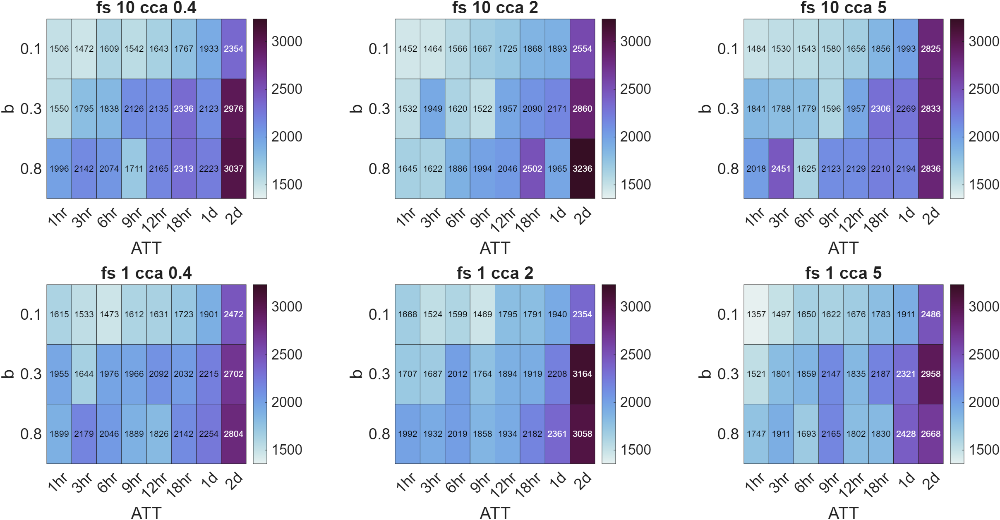 fs 10 cca 0.4
3000
2500
2000
1500
b
0.1 1506 1472 1609 1542 1643 1767 1933 2354
0.3 1550 1795 1838 2126 2135 2336 2123 2976
0.8 1996 2142 2074 1711 2165 2313 2223 3037
1hr 3hr 6hr 9hr 12hr 18hr 1d 2d
ATT
fs 10 cca 2
3000
2500
2000
1500
b
0.1 1452 1464 1566 1667 1725 1868 1893 2554
0.3 1532 1949 1620 1522 1957 2090 2171 2860
0.8 1645 1622 1886 1994 2046 2502 1965 3236
1hr 3hr 6hr 9hr 12hr 18hr 1d 2d
ATT
fs 10 cca 5
3000
2500
2000
1500
b
0.1 1484 1530 1543 1580 1656 1856 1993 2825
0.3 1841 1788 1779 1596 1957 2306 2269 2833
0.8 2018 2451 1625 2123 2129 2210 2194 2836
1hr 3hr 6hr 9hr 12hr 18hr 1d 2d
ATT
fs 1 cca 0.4
3000
2500
2000
1500
b
0.1 1615 1533 1473 1612 1631 1723 1901 2472
0.3 1955 1644 1976 1966 2092 2032 2215 2702
0.8 1899 2179 2046 1889 1826 2142 2254 2804
1hr 3hr 6hr 9hr 12hr 18hr 1d 2d
ATT
fs 1 cca 2
3000
2500
2000
1500
b
0.1 1668 1524 1599 1469 1795 1791 1940 2354
0.3 1707 1687 2012 1764 1894 1919 2208 3164
0.8 1992 1932 2019 1858 1934 2182 2361 3058
1hr 3hr 6hr 9hr 12hr 18hr 1d 2d
ATT
fs 1 cca 5
3000
2500
2000
1500
b
0.1 1357 1497 1650 1622 1676 1783 1911 2486
0.3 1521 1801 1859 2147 1835 2187 2321 2958
0.8 1747 1911 1693 2165 1802 1830 2428 2668
1hr 3hr 6hr 9hr 12hr 18hr 1d 2d
ATT